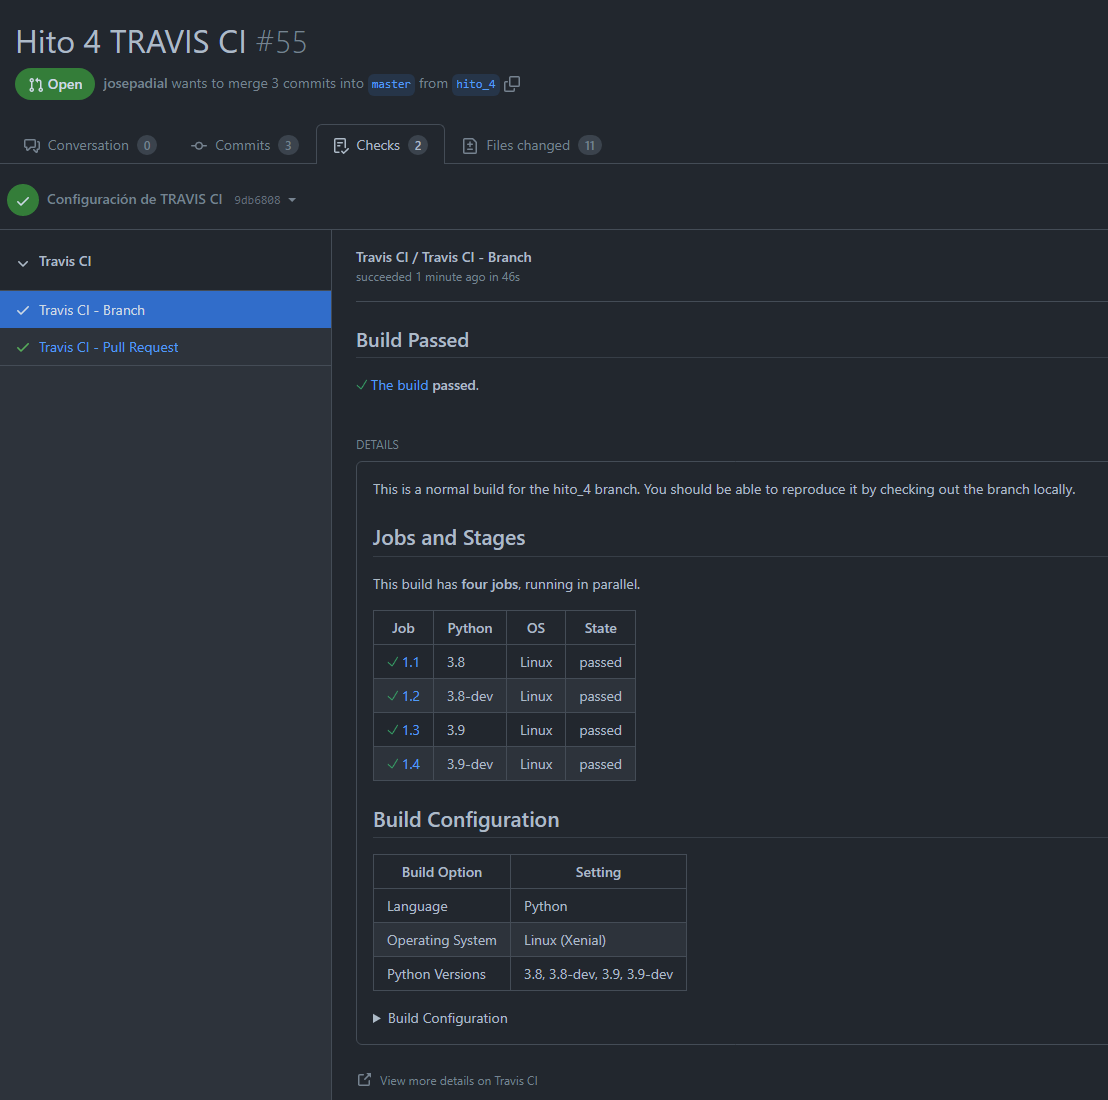 Hito 4 TRAVIS CI #55
Open josepadial wants to merge 3 commits into master from hito_4
Conversation 0 Commits 3 Checks 2 Files changed 11
Configuración de TRAVIS CI 9db6808
Travis CI
Travis CI - Branch
Travis CI - Pull Request
Travis CI / Travis CI - Branch
succeeded 1 minute ago in 46s
Build Passed
The build passed.
DETAILS
This is a normal build for the hito_4 branch. You should be able to reproduce it by checking out the branch locally.
Jobs and Stages
This build has four jobs, running in parallel.
Job Python OS State
1.1 3.8 Linux passed
1.2 3.8-dev Linux passed
1.3 3.9 Linux passed
1.4 3.9-dev Linux passed
Build Configuration
Build Option Setting
Language Python
Operating System Linux (Xenial)
Python Versions 3.8, 3.8-dev, 3.9, 3.9-dev
Build Configuration
View more details on Travis CI